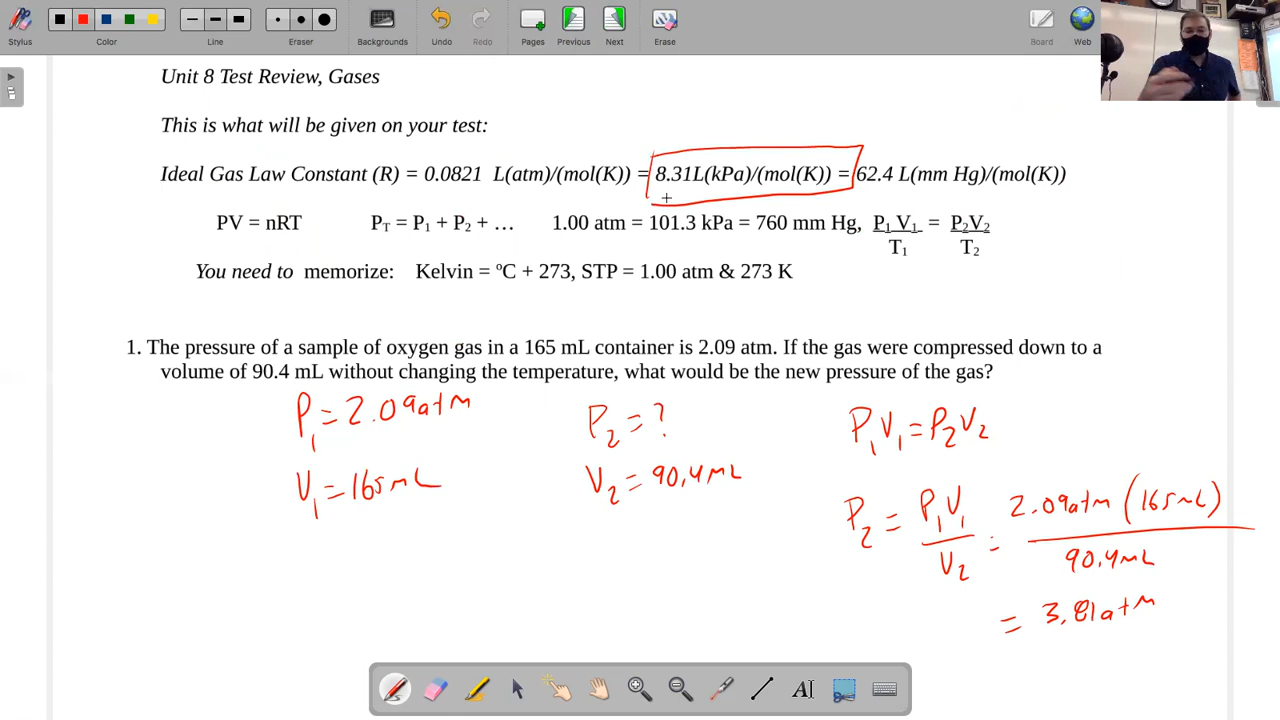 Stylus
Color
Line
Eraser
Backgrounds
Undo
Redo
Pages
Previous
Next
Erase
Board
Web
Unit 8 Test Review, Gases
This is what will be given on your test:
Ideal Gas Law Constant (R) = 0.0821 L(atm)/(mol(K)) = 8.31L(kPa)/(mol(K)) = 62.4 L(mm Hg)/(mol(K))
PV = nRT P_T = P₁ + P₂ + … 1.00 atm = 101.3 kPa = 760 mm Hg, P₁ V₁ = P₂V₂
T₁ T₂
You need to memorize: Kelvin = ºC + 273, STP = 1.00 atm & 273 K
1. The pressure of a sample of oxygen gas in a 165 mL container is 2.09 atm. If the gas were compressed down to a
volume of 90.4 mL without changing the temperature, what would be the new pressure of the gas?
P₁ = 2.09atm P₂ = ? P₁V₁ = P₂V₂
V₁ = 165mL V₂ = 90.4mL
P₂ = P₁V₁ = 2.09atm (165mL)
V₂ 90.4mL
= 3.81atm